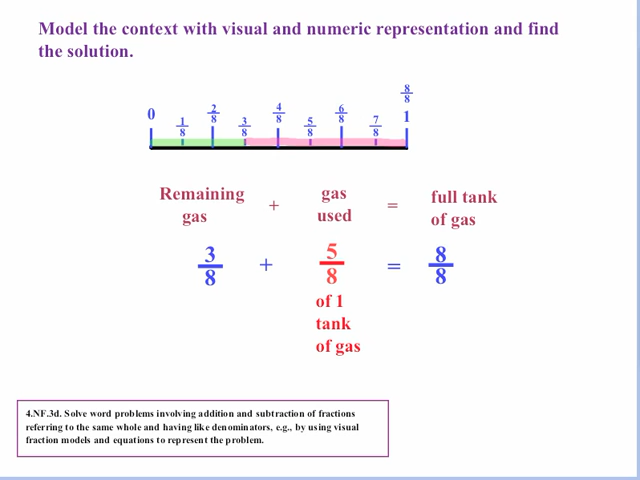 Model the context with visual and numeric representation and find
the solution.
8/8
0 1/8 2/8 3/8 4/8 5/8 6/8 7/8 1
Remaining gas + gas used = full tank of gas
3/8 + 5/8 = 8/8
of 1
tank
of gas
4.NF.3d. Solve word problems involving addition and subtraction of fractions
referring to the same whole and having like denominators, e.g., by using visual
fraction models and equations to represent the problem.